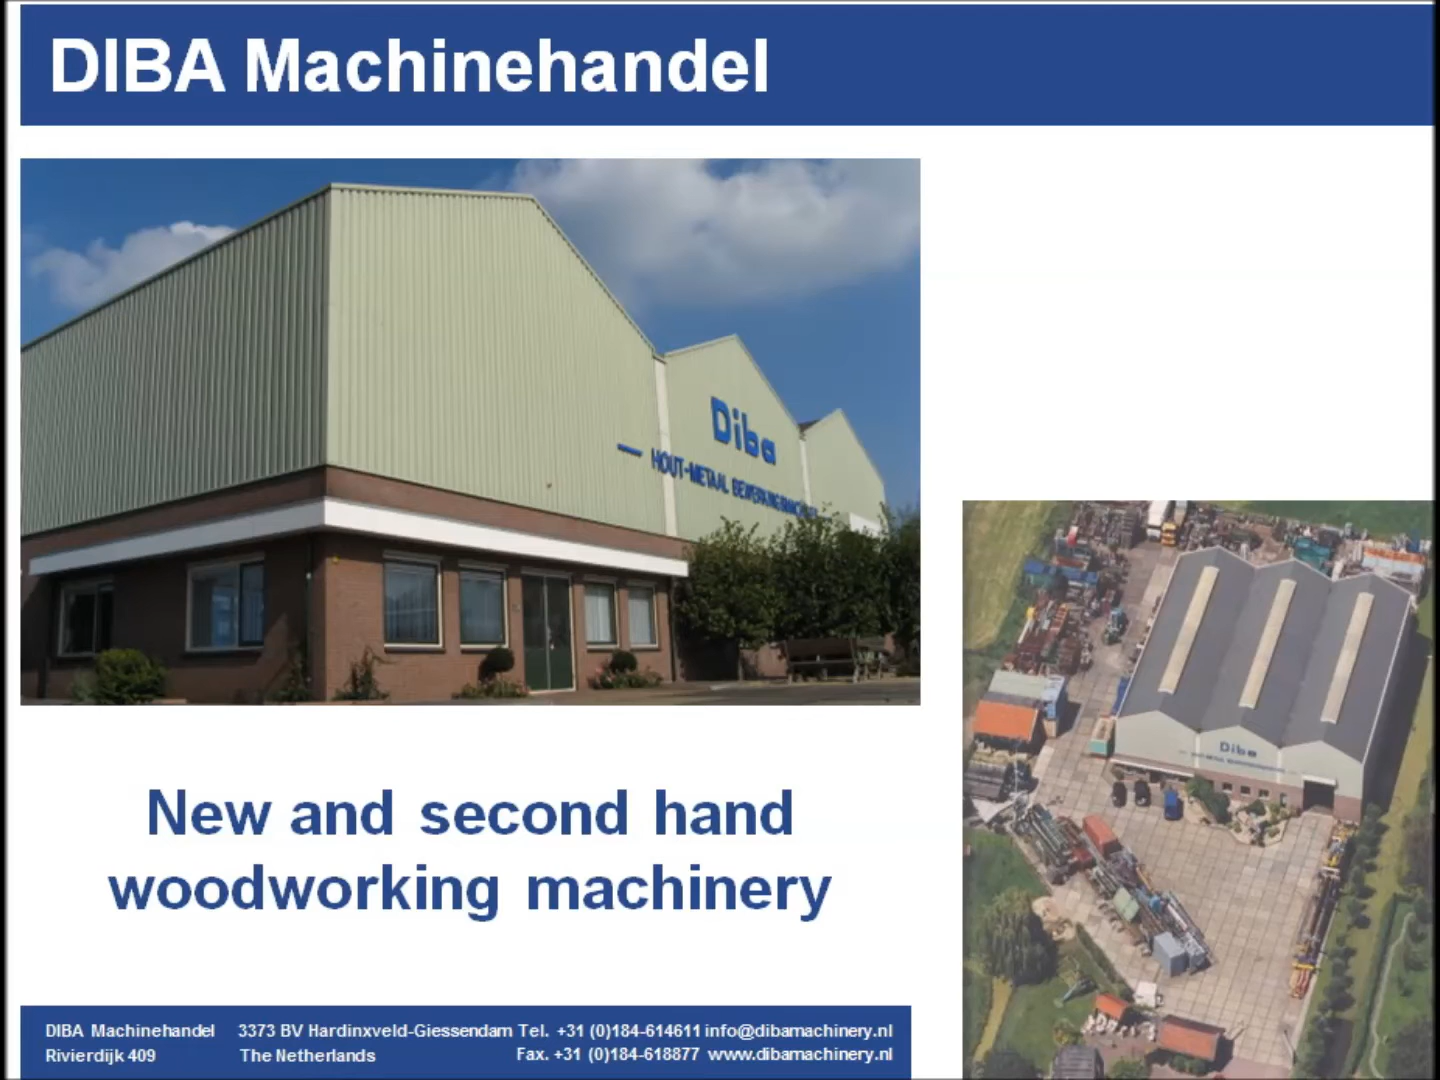 DIBA Machinehandel
Diba
HOUT-METAAL
Diba
New and second hand
woodworking machinery
DIBA Machinehandel 3373 BV Hardinxveld-Giessendam Tel. +31 (0)184-614611 info@dibamachinery.nl
Rivierdijk 409 The Netherlands Fax. +31 (0)184-618877 www.dibamachinery.nl